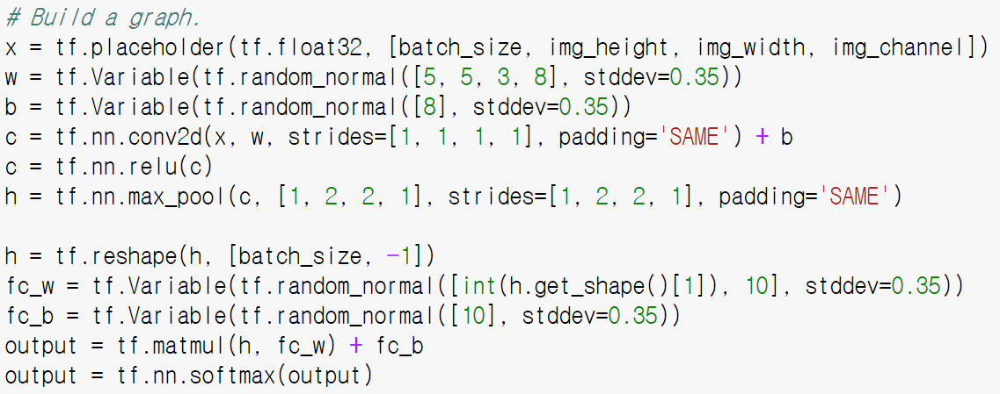 # Build a graph.
x = tf.placeholder(tf.float32, [batch_size, img_height, img_width, img_channel])
w = tf.Variable(tf.random_normal([5, 5, 3, 8], stddev=0.35))
b = tf.Variable(tf.random_normal([8], stddev=0.35))
c = tf.nn.conv2d(x, w, strides=[1, 1, 1, 1], padding='SAME') + b
c = tf.nn.relu(c)
h = tf.nn.max_pool(c, [1, 2, 2, 1], strides=[1, 2, 2, 1], padding='SAME')
h = tf.reshape(h, [batch_size, -1])
fc_w = tf.Variable(tf.random_normal([int(h.get_shape()[1]), 10], stddev=0.35))
fc_b = tf.Variable(tf.random_normal([10], stddev=0.35))
output = tf.matmul(h, fc_w) + fc_b
output = tf.nn.softmax(output)